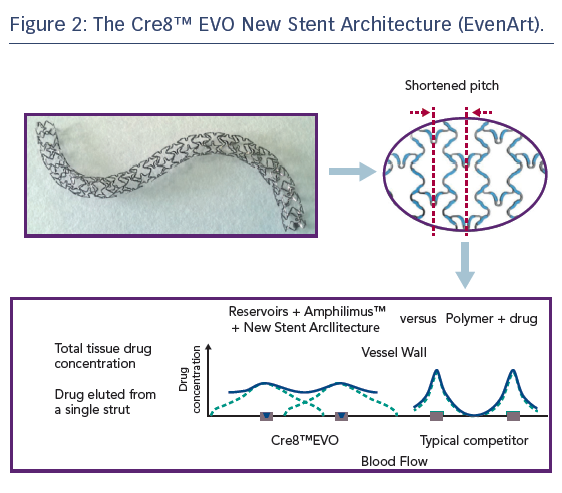 Figure 2: The Cre8™ EVO New Stent Architecture (EvenArt).
Shortened pitch
Reservoirs + Amphilimus™
+ New Stent Arcllitecture
versus
Polymer + drug
Vessel Wall
Total tissue drug
concentration
Drug eluted from
a single strut
Drug
concentration
Cre8™EVO
Typical competitor
Blood Flow